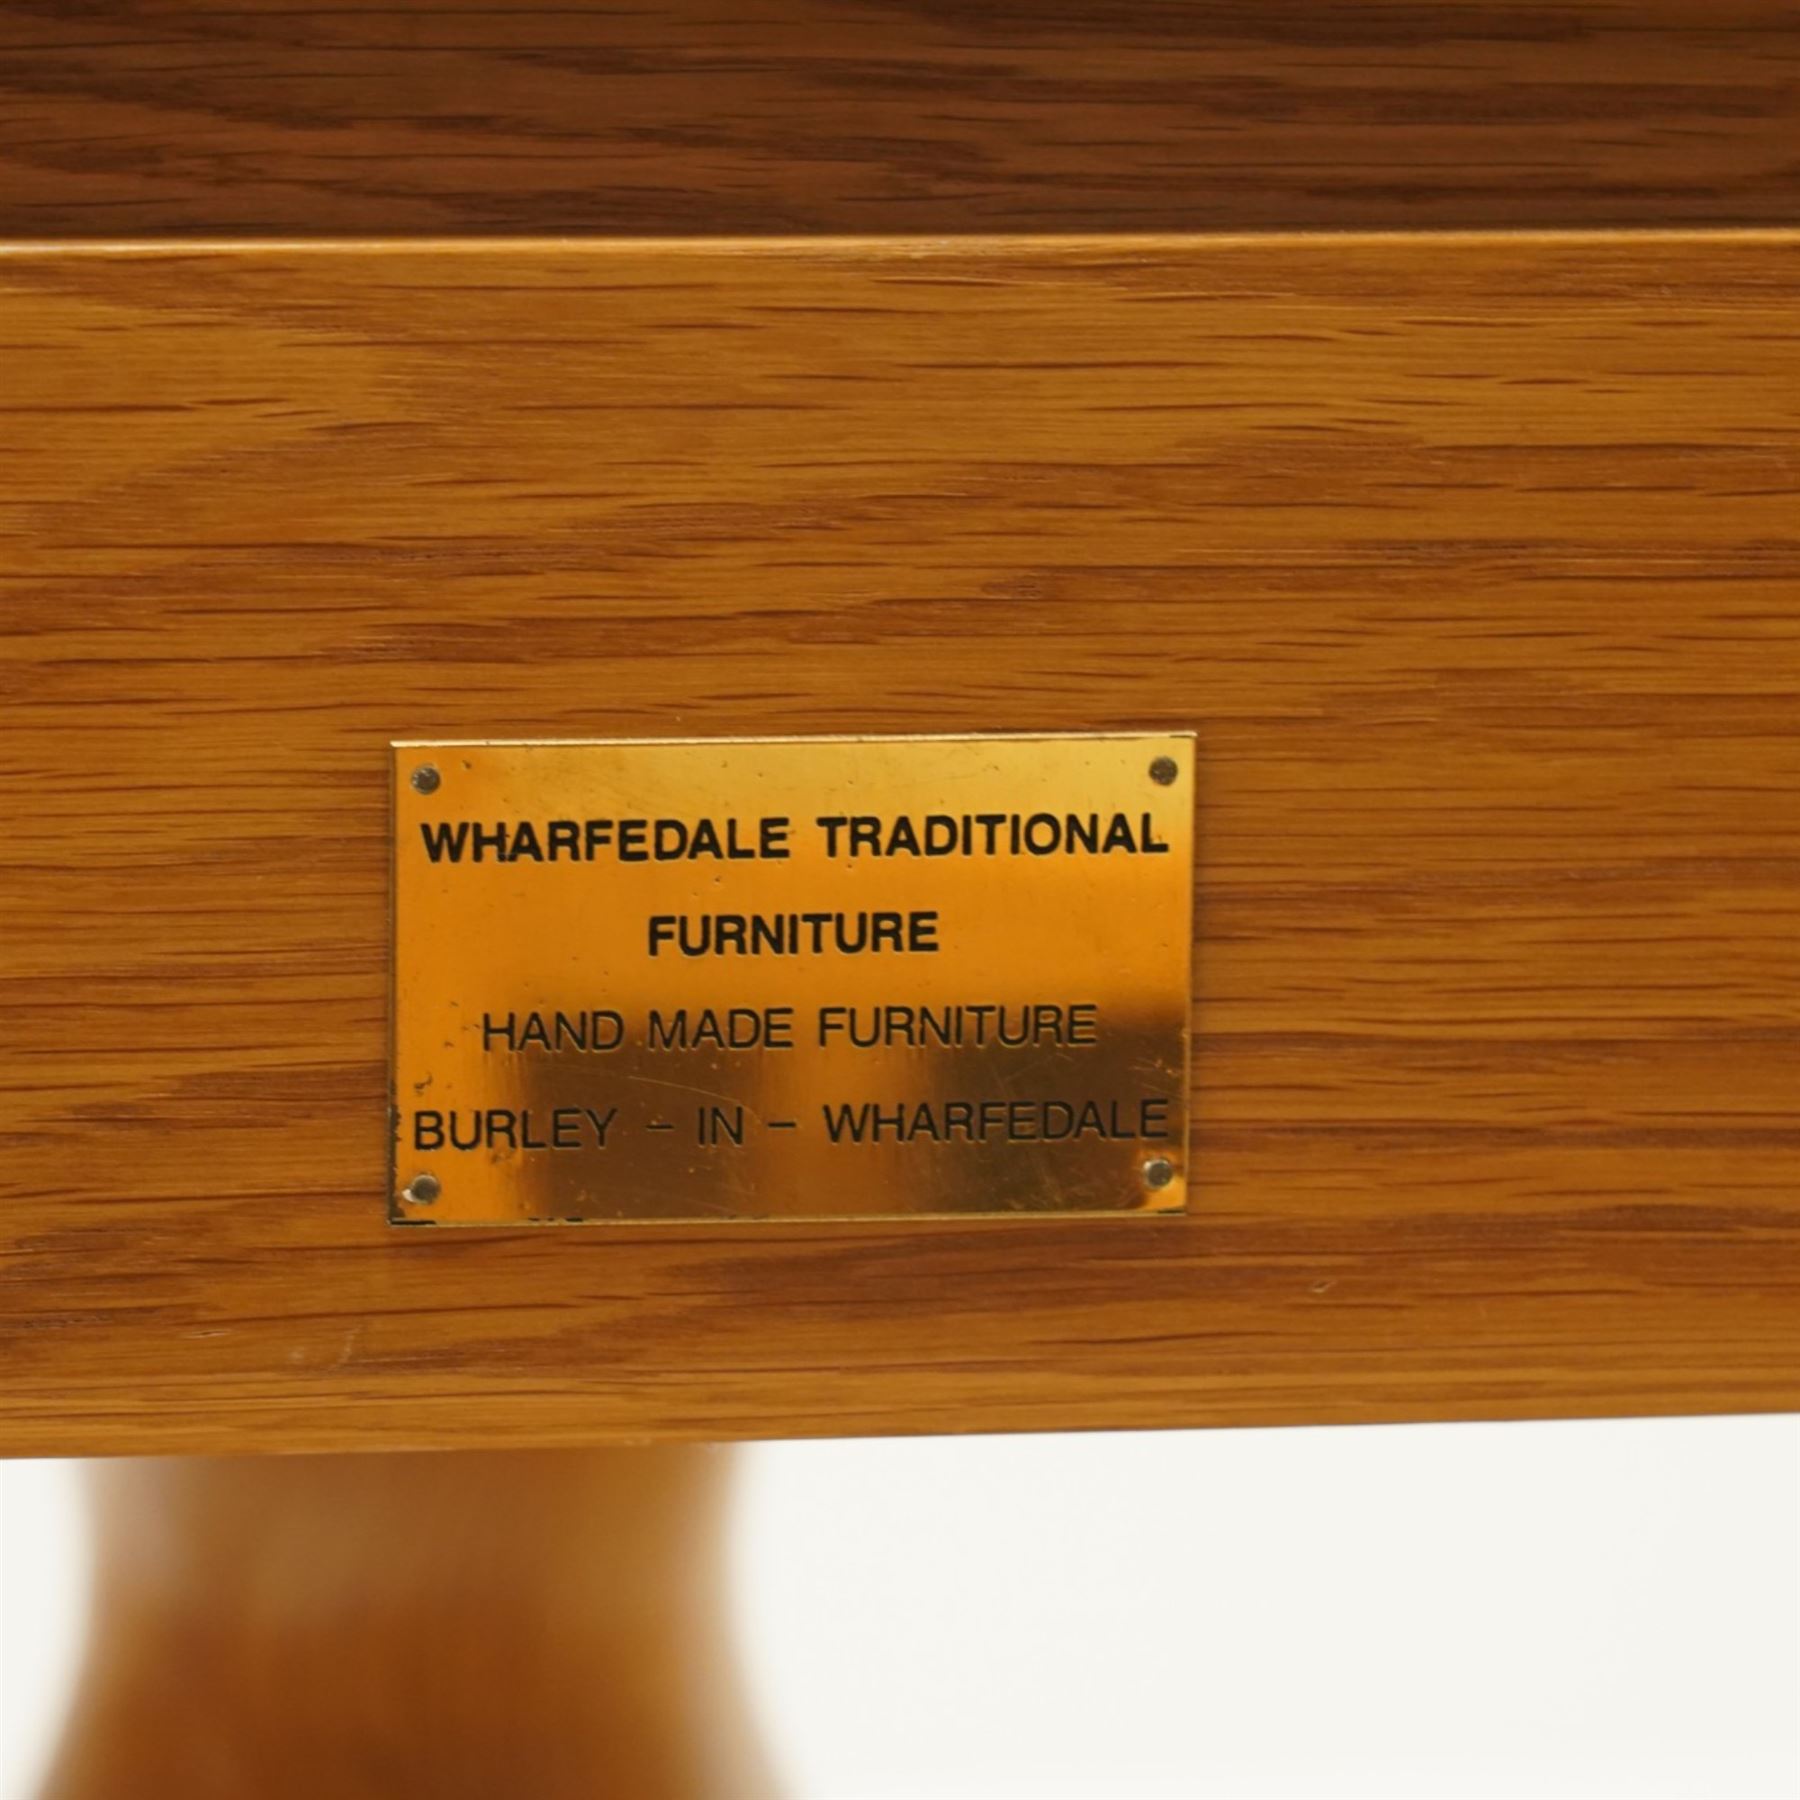 WHARFEDALE TRADITIONAL
FURNITURE
HAND MADE FURNITURE
BURLEY - IN - WHARFEDALE